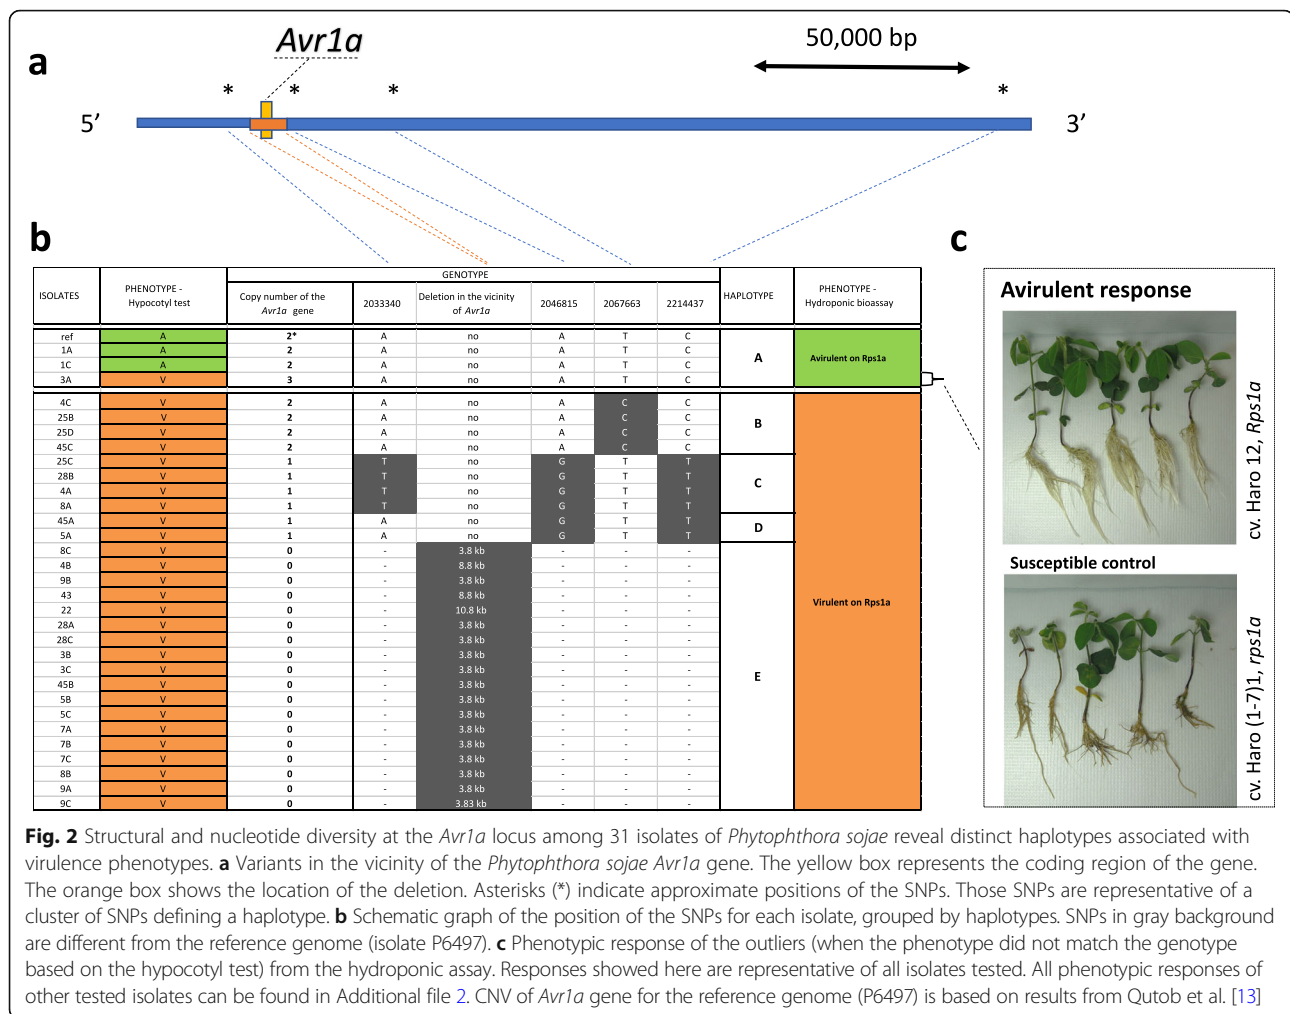 a
Avr1a
50,000 bp
* * * *
5’ 3’
b
ISOLATES PHENOTYPE - Hypocotyl test GENOTYPE HAPLOTYPE PHENOTYPE - Hydroponic bioassay
Copy number of the Avr1a gene 2033340 Deletion in the vicinity of Avr1a 2046815 2067663 2214437
ref A 2* A no A T C
1A A 2 A no A T C
1C A 2 A no A T C
3A V 3 A no A T C
A
Avirulent on Rps1a
4C V 2 A no A C C
25B V 2 A no A C C
25D V 2 A no A C C
45C V 2 A no A C C
B
25C V 1 T no G T T
28B V 1 T no G T T
4A V 1 T no G T T
8A V 1 T no G T T
C
45A V 1 A no G T T
5A V 1 A no G T T
D
8C V 0 - 3.8 kb - - -
4B V 0 - 8.8 kb - - -
9B V 0 - 3.8 kb - - -
43 V 0 - 8.8 kb - - -
22 V 0 - 10.8 kb - - -
28A V 0 - 3.8 kb - - -
28C V 0 - 3.8 kb - - -
3B V 0 - 3.8 kb - - -
3C V 0 - 3.8 kb - - -
45B V 0 - 3.8 kb - - -
5B V 0 - 3.8 kb - - -
5C V 0 - 3.8 kb - - -
7A V 0 - 3.8 kb - - -
7B V 0 - 3.8 kb - - -
7C V 0 - 3.8 kb - - -
8B V 0 - 3.8 kb - - -
9A V 0 - 3.8 kb - - -
9C V 0 - 3.83 kb - - -
E
Virulent on Rps1a
c
Avirulent response
cv. Haro 12, Rps1a
Susceptible control
cv. Haro (1-7)1, rps1a
Fig. 2 Structural and nucleotide diversity at the Avr1a locus among 31 isolates of Phytophthora sojae reveal distinct haplotypes associated with
virulence phenotypes. a Variants in the vicinity of the Phytophthora sojae Avr1a gene. The yellow box represents the coding region of the gene.
The orange box shows the location of the deletion. Asterisks (*) indicate approximate positions of the SNPs. Those SNPs are representative of a
cluster of SNPs defining a haplotype. b Schematic graph of the position of the SNPs for each isolate, grouped by haplotypes. SNPs in gray background
are different from the reference genome (isolate P6497). c Phenotypic response of the outliers (when the phenotype did not match the genotype
based on the hypocotyl test) from the hydroponic assay. Responses showed here are representative of all isolates tested. All phenotypic responses of
other tested isolates can be found in Additional file 2. CNV of Avr1a gene for the reference genome (P6497) is based on results from Qutob et al. [13]